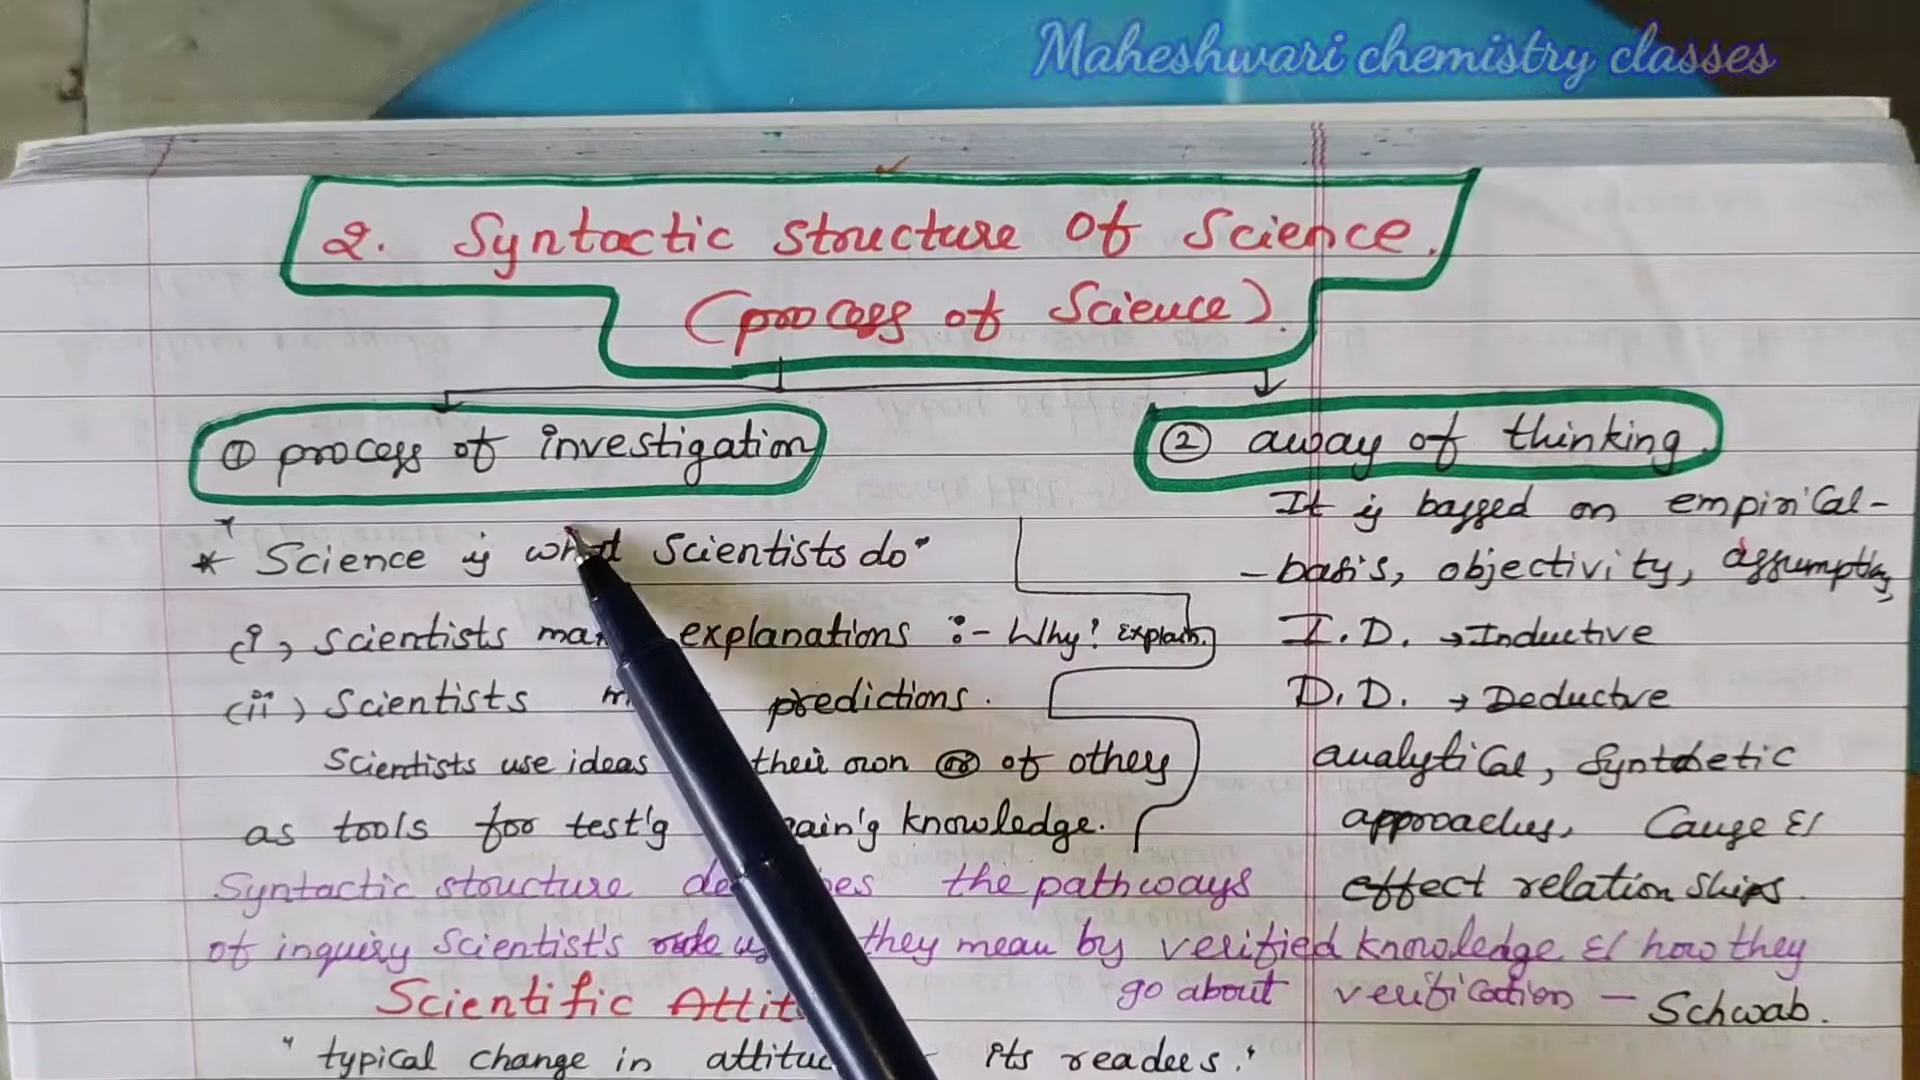 Maheshwari chemistry classes
2. Syntactic structure of Science.
(process of Science).
① process of investigation
② away of thinking
* Science is what Scientists do"
(i) Scientists explanations :- Why? Explain.
(ii) Scientists predictions.
Scientists use ideas their own or of others
as tools for test'g knowledge.
It is bassed on empirical-
- basis, objectivity,
I.D. → Inductive
D.D. → Deductve
analytical, Synthetic
approaches, Cause &
effect relationships.
Syntactic structure the pathways
of inquiry Scientist's they mean by verified knowledge & how they
go about verification - Schwab.
Scientific
" typical change in its readers."